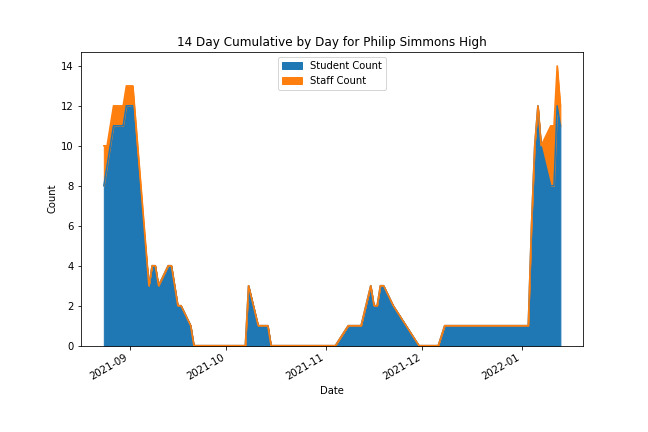 14 Day Cumulative by Day for Philip Simmons High
Student Count
Staff Count
14
12
10
8
6
4
2
0
Count
2021-09
2021-10
2021-11
2021-12
2022-01
Date